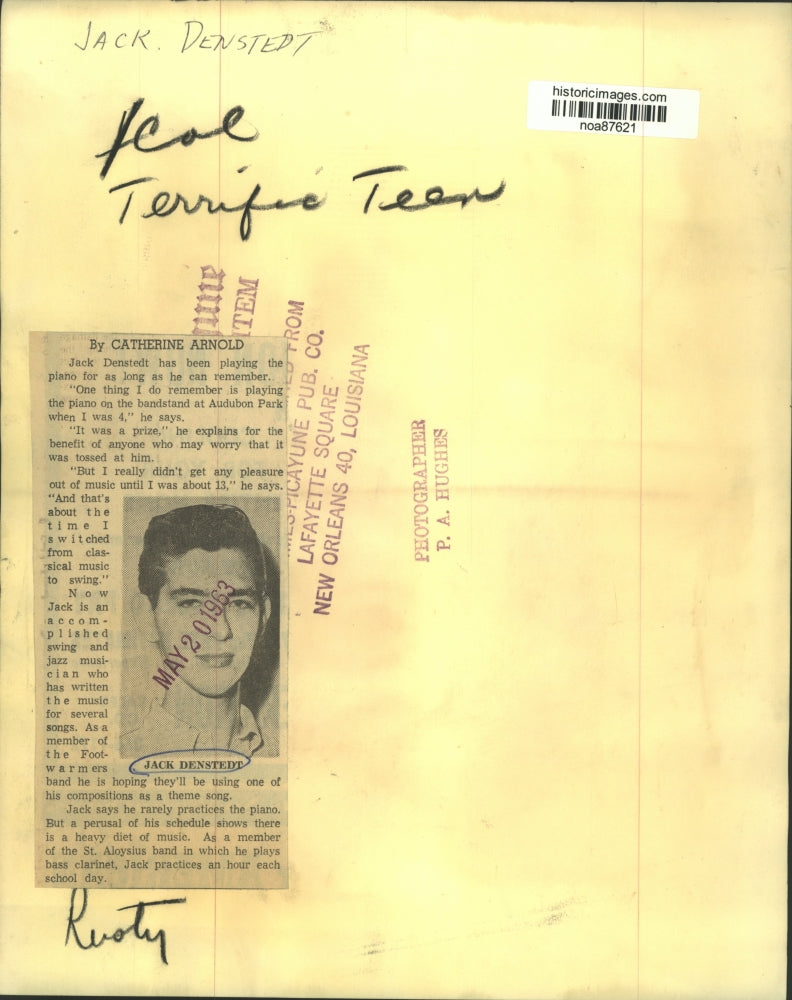 JACK. DENSTEDT
historicimages.com
noa87621
1col
Terrific Teen
ITEM
FROM
MES-PICAYUNE PUB. CO.
LAFAYETTE SQUARE
NEW ORLEANS 40, LOUISIANA
PHOTOGRAPHER
P. A. HUGHES
By CATHERINE ARNOLD
Jack Denstedt has been playing the
piano for as long as he can remember.
"One thing I do remember is playing
the piano on the bandstand at Audubon Park
when I was 4," he says.
"It was a prize," he explains for the
benefit of anyone who may worry that it
was tossed at him.
"But I really didn't get any pleasure
out of music until I was about 13," he says.
"And that's
about the
time I
switched
from clas-
sical music
to swing."
Now
Jack is an
accom-
plished
swing and
jazz musi-
cian who
has written
the music
for several
songs. As a
member of
the Foot-
warmers
band he is hoping they'll be using one of
his compositions as a theme song.
Jack says he rarely practices the piano.
But a perusal of his schedule shows there
is a heavy diet of music. As a member
of the St. Aloysius band in which he plays
bass clarinet, Jack practices an hour each
school day.
MAY 20 1963
JACK DENSTEDT
Rusty